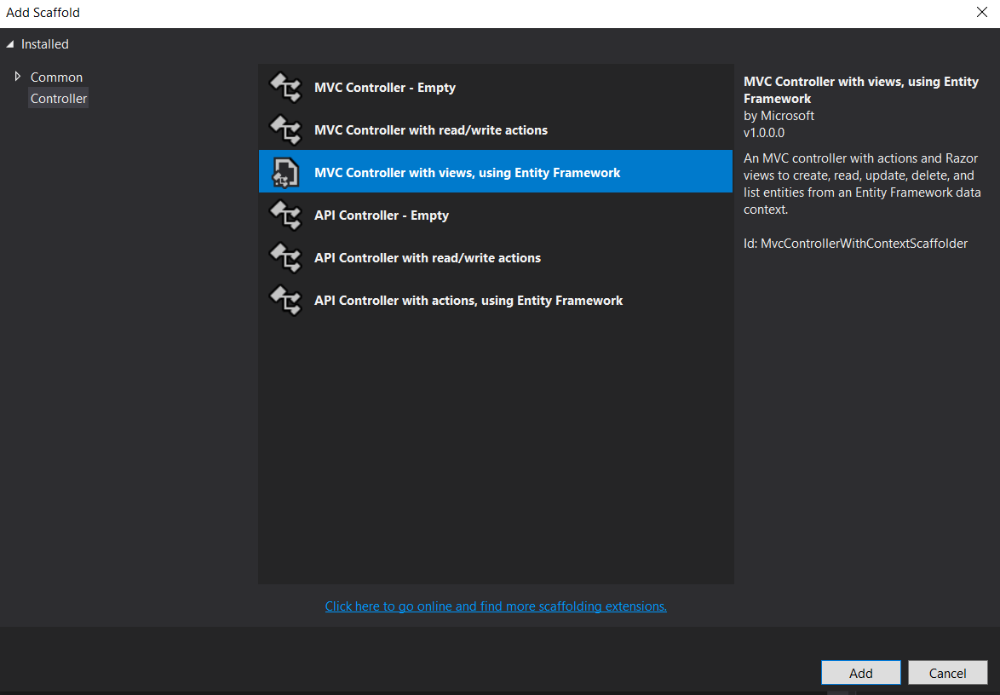 Add Scaffold
Installed
Common
Controller
MVC Controller - Empty
MVC Controller with read/write actions
MVC Controller with views, using Entity Framework
API Controller - Empty
API Controller with read/write actions
API Controller with actions, using Entity Framework
MVC Controller with views, using Entity
Framework
by Microsoft
v1.0.0.0
An MVC controller with actions and Razor
views to create, read, update, delete, and
list entities from an Entity Framework data
context.
Id: MvcControllerWithContextScaffolder
Click here to go online and find more scaffolding extensions.
Add
Cancel